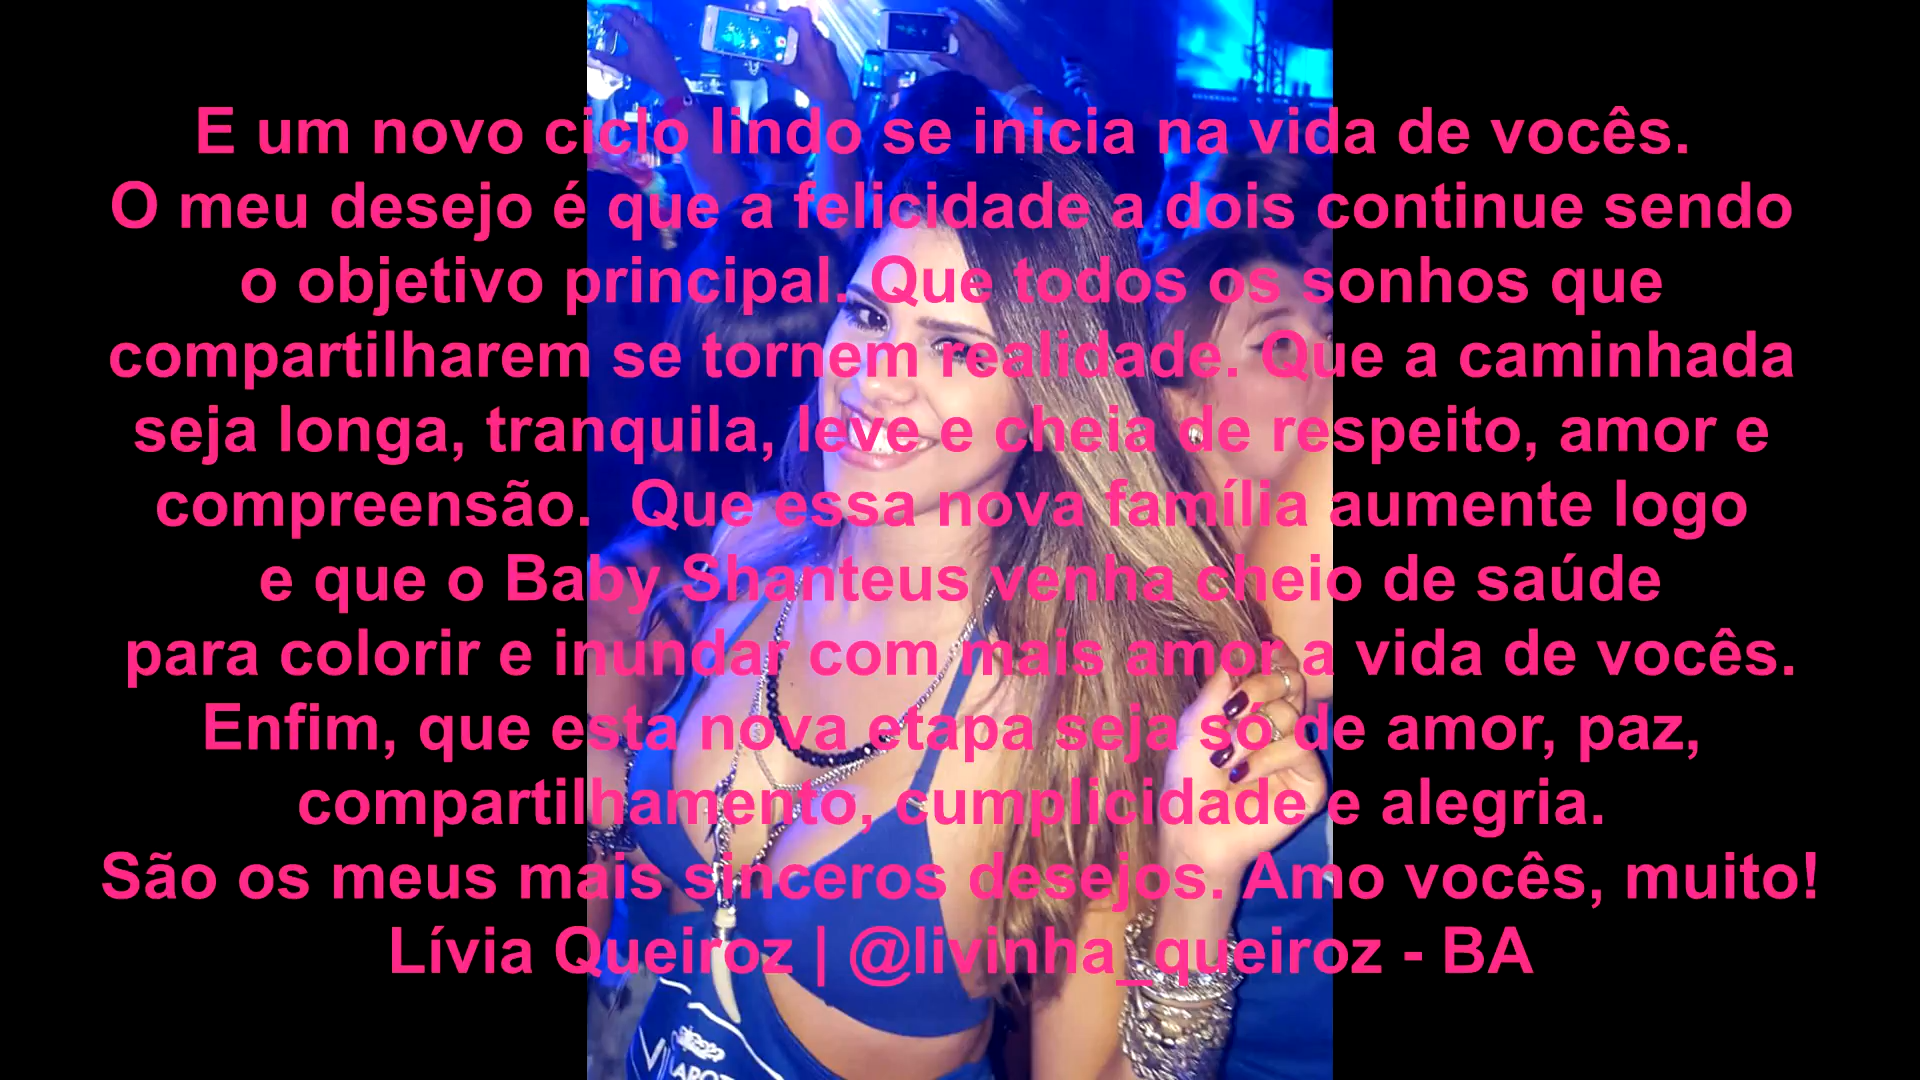 E um novo ciclo lindo se inicia na vida de vocês.
O meu desejo é que a felicidade a dois continue sendo
o objetivo principal. Que todos os sonhos que
compartilharem se tornem realidade. Que a caminhada
seja longa, tranquila, leve e cheia de respeito, amor e
compreensão.  Que essa nova família aumente logo
e que o Baby Shanteus venha cheio de saúde
para colorir e inundar com mais amor a vida de vocês.
Enfim, que esta nova etapa seja só de amor, paz,
compartilhamento, cumplicidade e alegria.
São os meus mais sinceros desejos. Amo vocês, muito!
Lívia Queiroz | @livinha_queiroz - BA